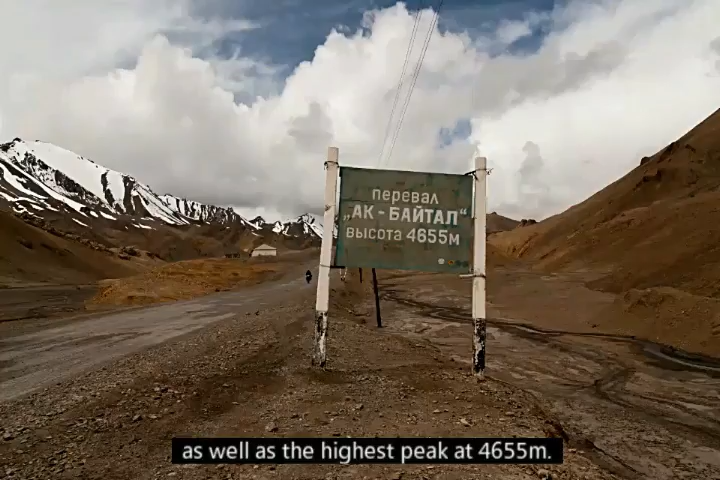 перевал
„АК - БАЙТАЛ“
высота 4655м
as well as the highest peak at 4655m.